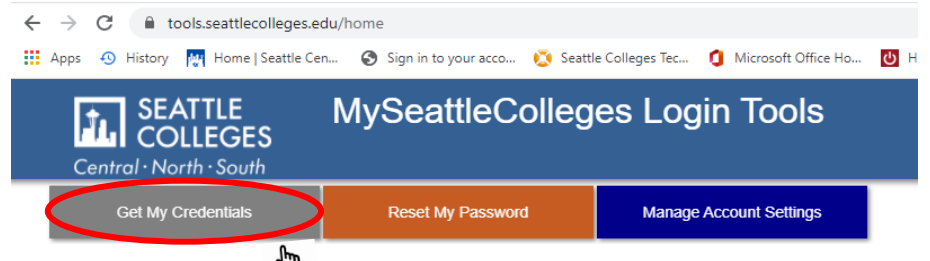 tools.seattlecolleges.edu/home
Apps History Home | Seattle Cen... Sign in to your acco... Seattle Colleges Tec... Microsoft Office Ho... H
SEATTLE
COLLEGES
Central · North · South
MySeattleColleges Login Tools
Get My Credentials Reset My Password Manage Account Settings